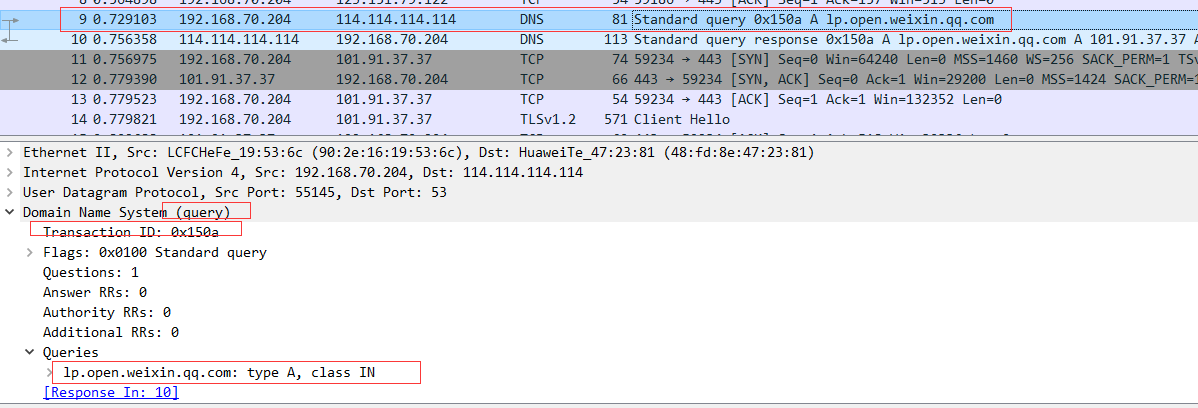 9 0.729103 192.168.70.204 114.114.114.114 DNS 81 Standard query 0x150a A lp.open.weixin.qq.com
10 0.756358 114.114.114.114 192.168.70.204 DNS 113 Standard query response 0x150a A lp.open.weixin.qq.com A 101.91.37.37 A
11 0.756975 192.168.70.204 101.91.37.37 TCP 74 59234 → 443 [SYN] Seq=0 Win=64240 Len=0 MSS=1460 WS=256 SACK_PERM=1 TSv
12 0.779390 101.91.37.37 192.168.70.204 TCP 66 443 → 59234 [SYN, ACK] Seq=0 Ack=1 Win=29200 Len=0 MSS=1424 SACK_PERM=1
13 0.779523 192.168.70.204 101.91.37.37 TCP 54 59234 → 443 [ACK] Seq=1 Ack=1 Win=132352 Len=0
14 0.779821 192.168.70.204 101.91.37.37 TLSv1.2 571 Client Hello
Ethernet II, Src: LCFCHeFe_19:53:6c (90:2e:16:19:53:6c), Dst: HuaweiTe_47:23:81 (48:fd:8e:47:23:81)
Internet Protocol Version 4, Src: 192.168.70.204, Dst: 114.114.114.114
User Datagram Protocol, Src Port: 55145, Dst Port: 53
Domain Name System (query)
Transaction ID: 0x150a
Flags: 0x0100 Standard query
Questions: 1
Answer RRs: 0
Authority RRs: 0
Additional RRs: 0
Queries
lp.open.weixin.qq.com: type A, class IN
[Response In: 10]